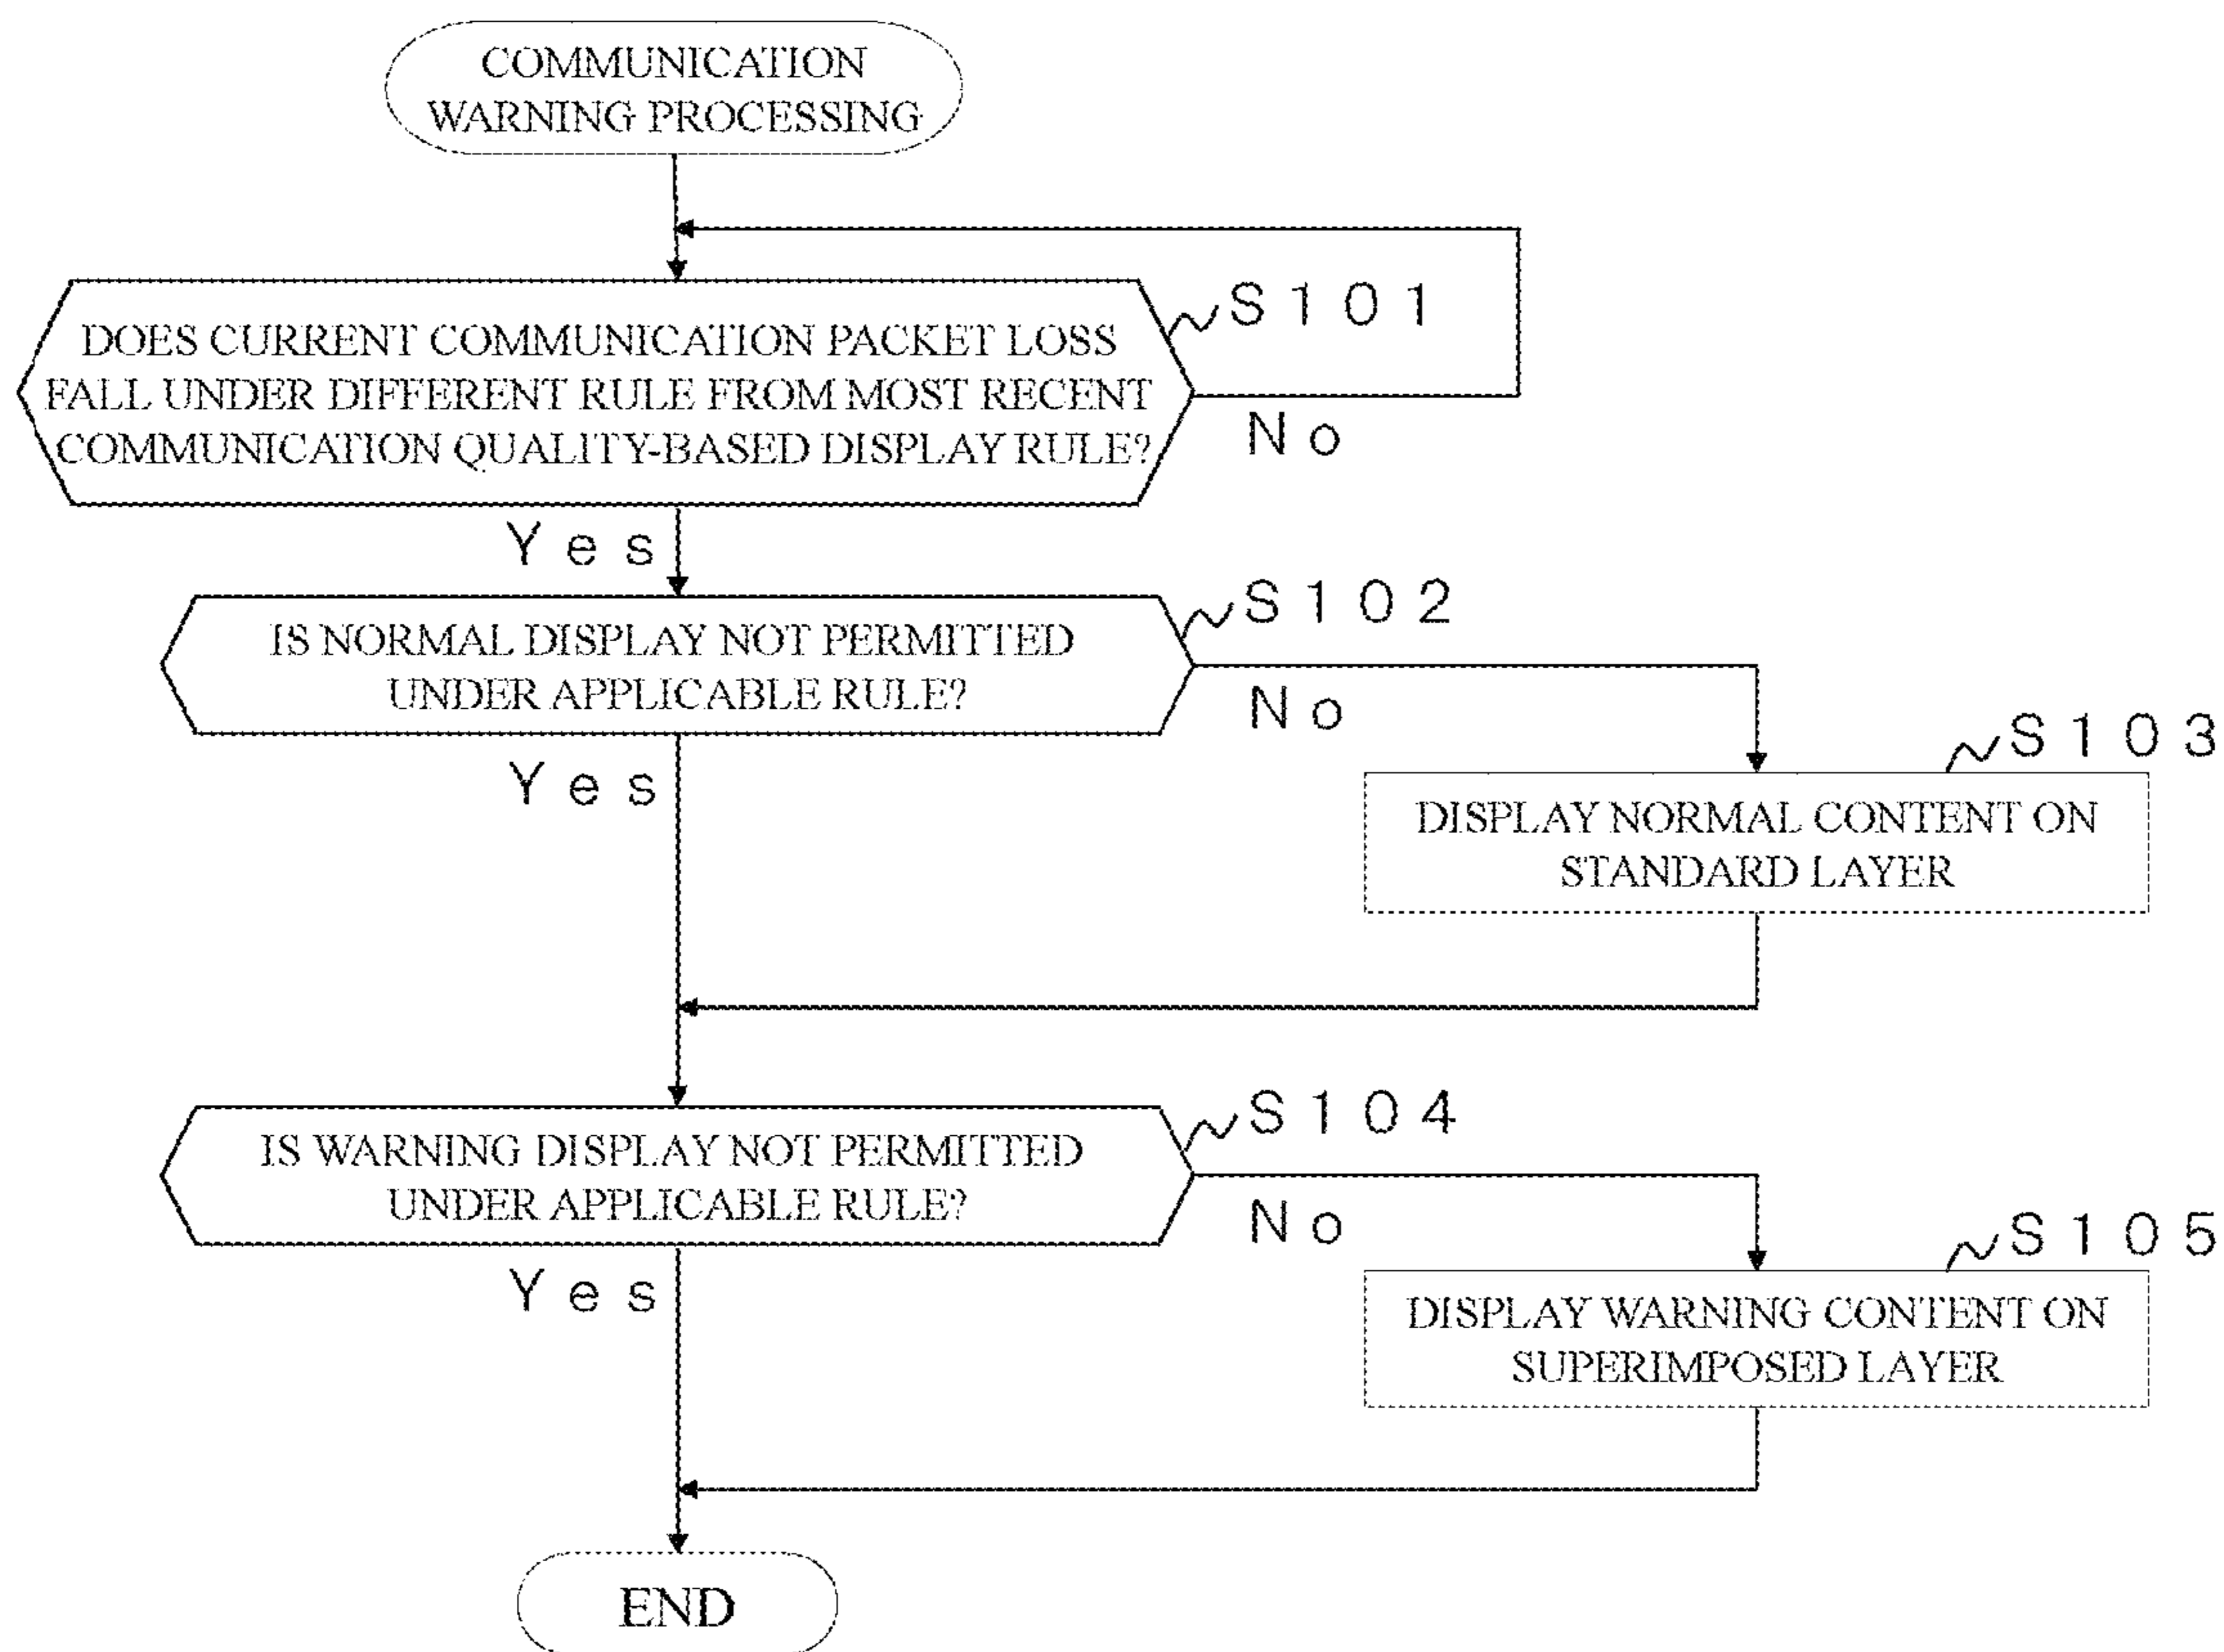 COMMUNICATION
WARNING PROCESSING
S101
DOES CURRENT COMMUNICATION PACKET LOSS
FALL UNDER DIFFERENT RULE FROM MOST RECENT
COMMUNICATION QUALITY-BASED DISPLAY RULE?
No
Yes
S102
IS NORMAL DISPLAY NOT PERMITTED
UNDER APPLICABLE RULE?
No
Yes
S103
DISPLAY NORMAL CONTENT ON
STANDARD LAYER
S104
IS WARNING DISPLAY NOT PERMITTED
UNDER APPLICABLE RULE?
No
Yes
S105
DISPLAY WARNING CONTENT ON
SUPERIMPOSED LAYER
END